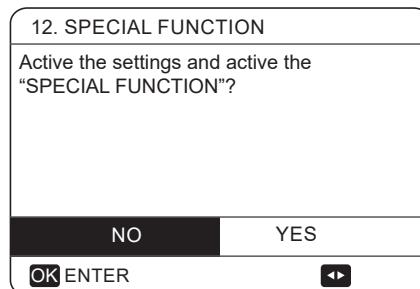 12. SPECIAL FUNCTION
Active the settings and active the
“SPECIAL FUNCTION”?
NO YES
OK ENTER